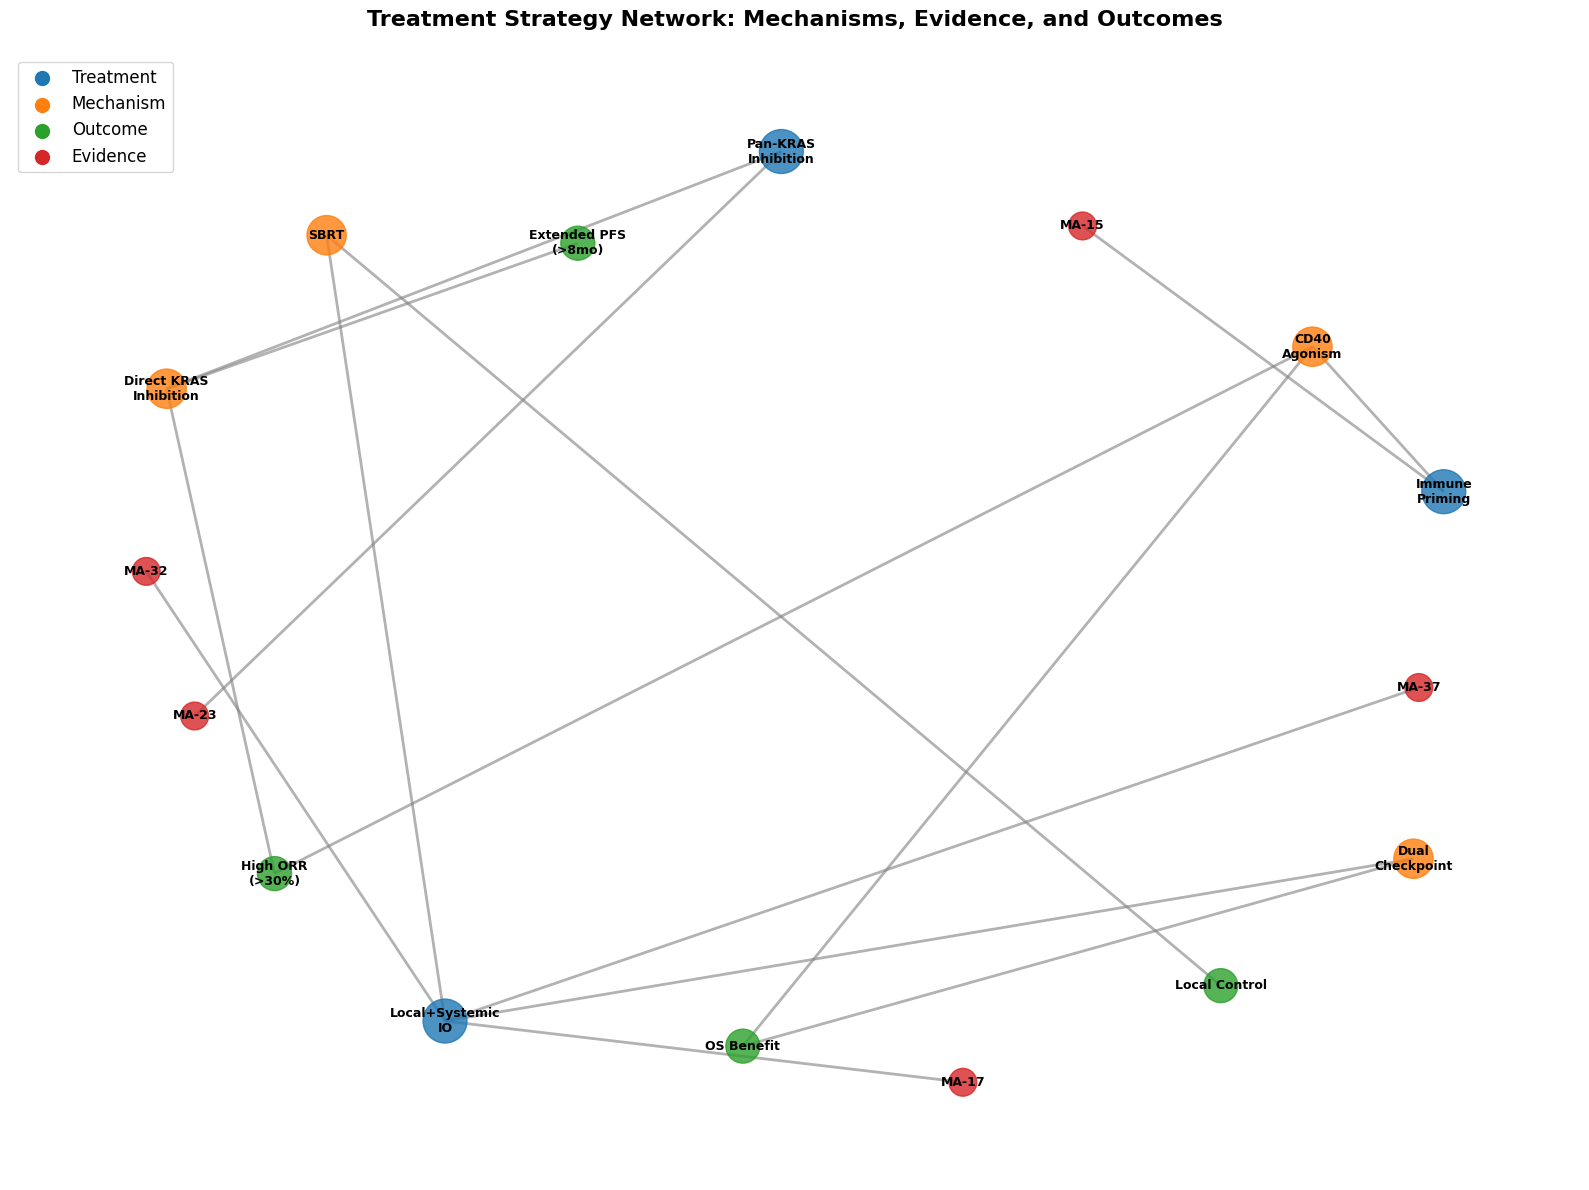 Treatment Strategy Network: Mechanisms, Evidence, and Outcomes
Treatment
Mechanism
Outcome
Evidence
Pan-KRAS
Inhibition
MA-15
SBRT
Extended PFS
(>8mo)
CD40
Agonism
Direct KRAS
Inhibition
Immune
Priming
MA-32
MA-37
MA-23
Dual
Checkpoint
High ORR
(>30%)
Local Control
Local+Systemic
IO
OS Benefit
MA-17